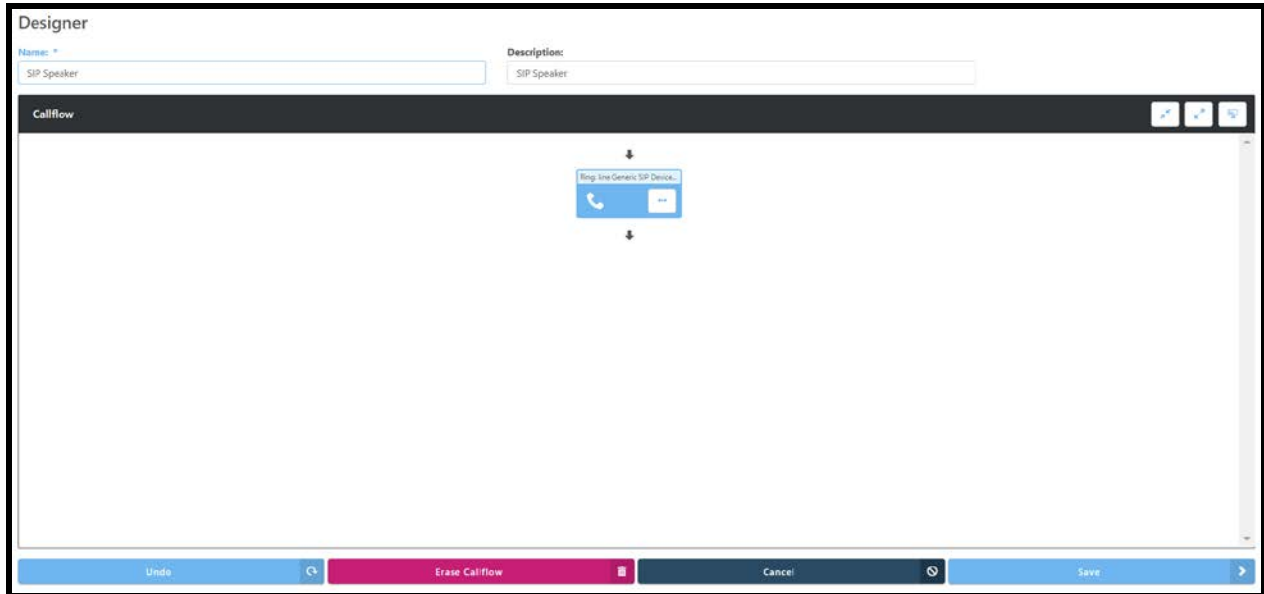 Designer
Name: *
Description:
SIP Speaker
SIP Speaker
Callflow
Ring: line Generic SIP Device...
Undo
Erase Callflow
Cancel
Save